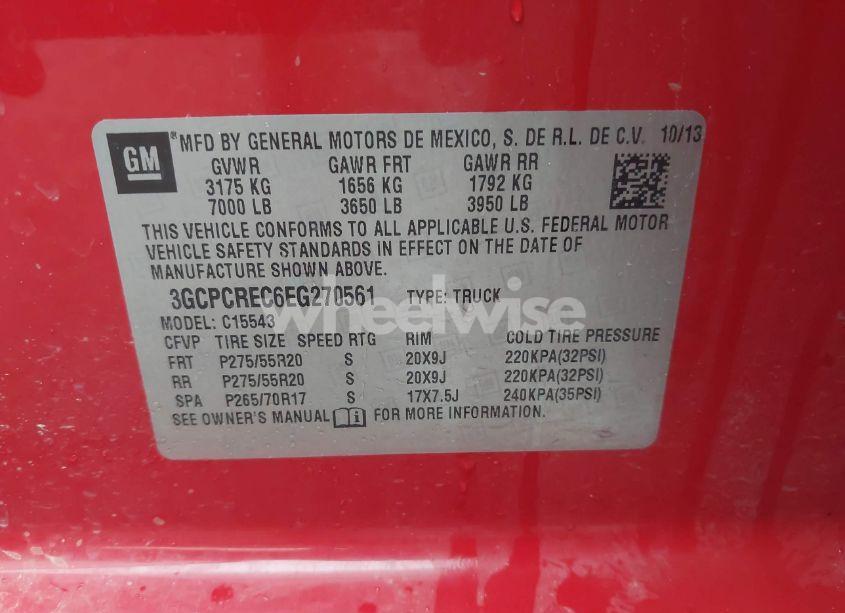 GM ® MFD BY GENERAL MOTORS DE MEXICO, S. DE R.L. DE C.V. 10/13
GVWR GAWR FRT GAWR RR
3175 KG 1656 KG 1792 KG
7000 LB 3650 LB 3950 LB
THIS VEHICLE CONFORMS TO ALL APPLICABLE U.S. FEDERAL MOTOR
VEHICLE SAFETY STANDARDS IN EFFECT ON THE DATE OF
MANUFACTURE SHOWN ABOVE.
3GCPCREC6EG270561 TYPE: TRUCK
wheelwise
MODEL: C15543
CFVP TIRE SIZE SPEED RTG RIM COLD TIRE PRESSURE
FRT P275/55R20 S 20X9J 220KPA(32PSI)
RR P275/55R20 S 20X9J 220KPA(32PSI)
SPA P265/70R17 S 17X7.5J 240KPA(35PSI)
SEE OWNER'S MANUAL i FOR MORE INFORMATION.